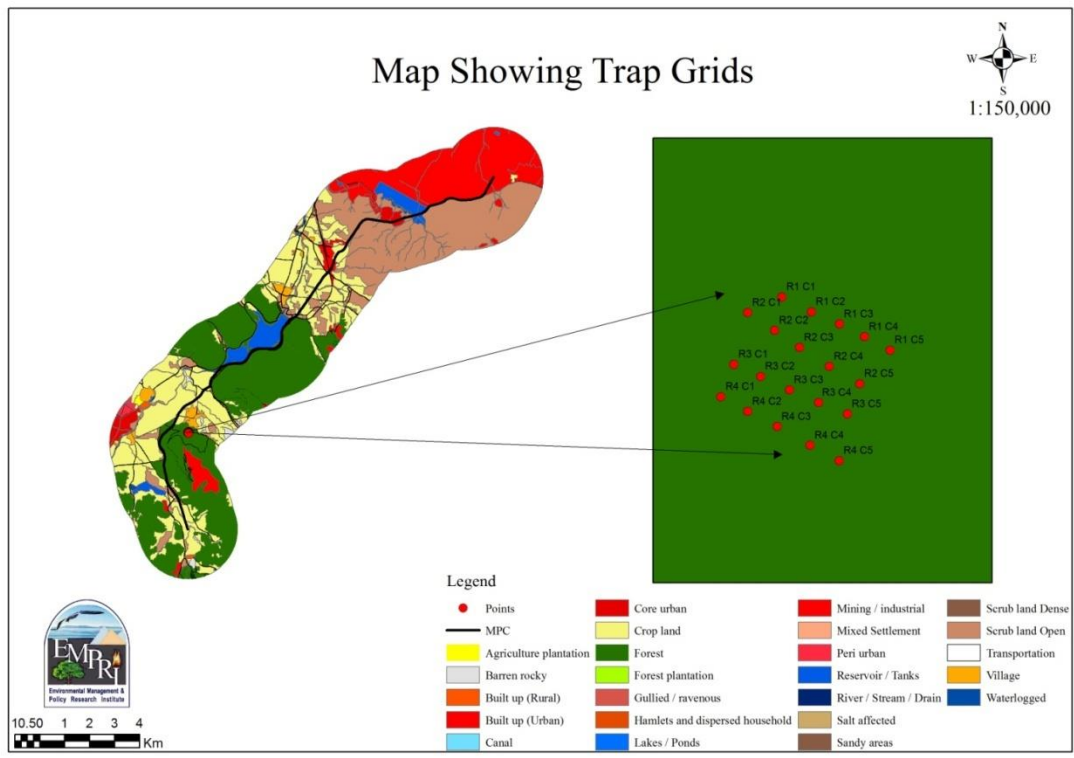 Map Showing Trap Grids
N
W E
S
1:150,000
R1 C1
R2 C1 R1 C2
R2 C2 R1 C3
R2 C3 R1 C4
R1 C5
R3 C1 R3 C2 R2 C4
R2 C5
R4 C1 R3 C3 R3 C4
R4 C2 R3 C5
R4 C3
R4 C4
R4 C5
Legend
Points Core urban Mining / industrial Scrub land Dense
MPC Crop land Mixed Settlement Scrub land Open
Agriculture plantation Forest Peri urban Transportation
Barren rocky Forest plantation Reservoir / Tanks Village
Built up (Rural) Gullied / ravenous River / Stream / Drain Waterlogged
Built up (Urban) Hamlets and dispersed household Salt affected
Canal Lakes / Ponds Sandy areas
EMPRI
Environmental Management &
Policy Research Institute
10.50 1 2 3 4
Km